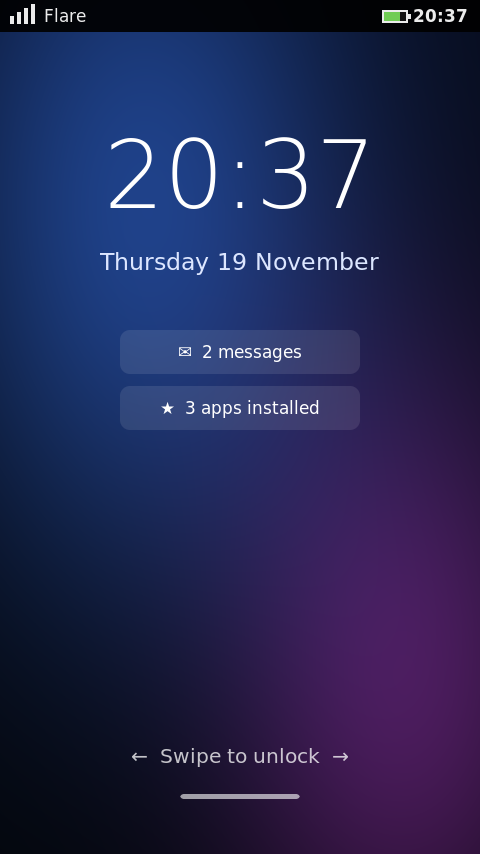 Flare 20:37
20:37
Thursday 19 November
✉ 2 messages
★ 3 apps installed
← Swipe to unlock →